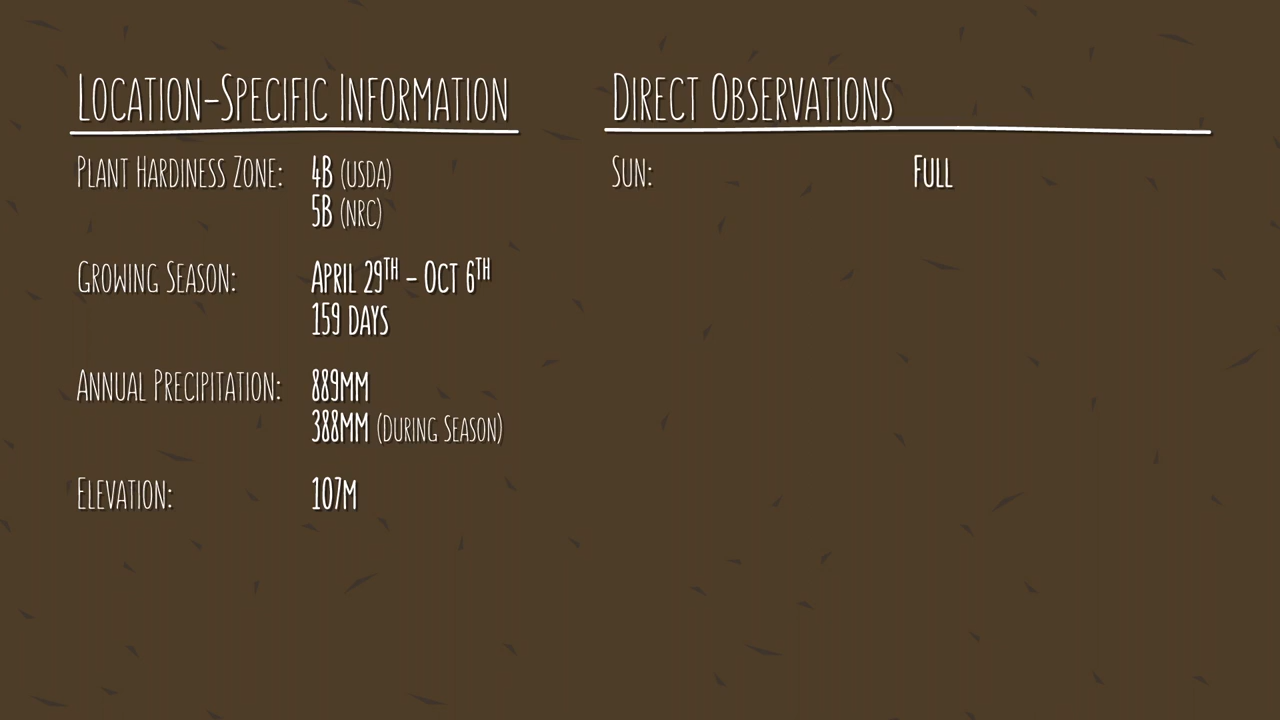 Location-Specific Information
Plant Hardiness Zone: 4B (USDA)
5B (NRC)
Growing Season: April 29th - Oct 6th
159 days
Annual Precipitation: 889mm
388mm (During Season)
Elevation: 107m
Direct Observations
Sun: Full